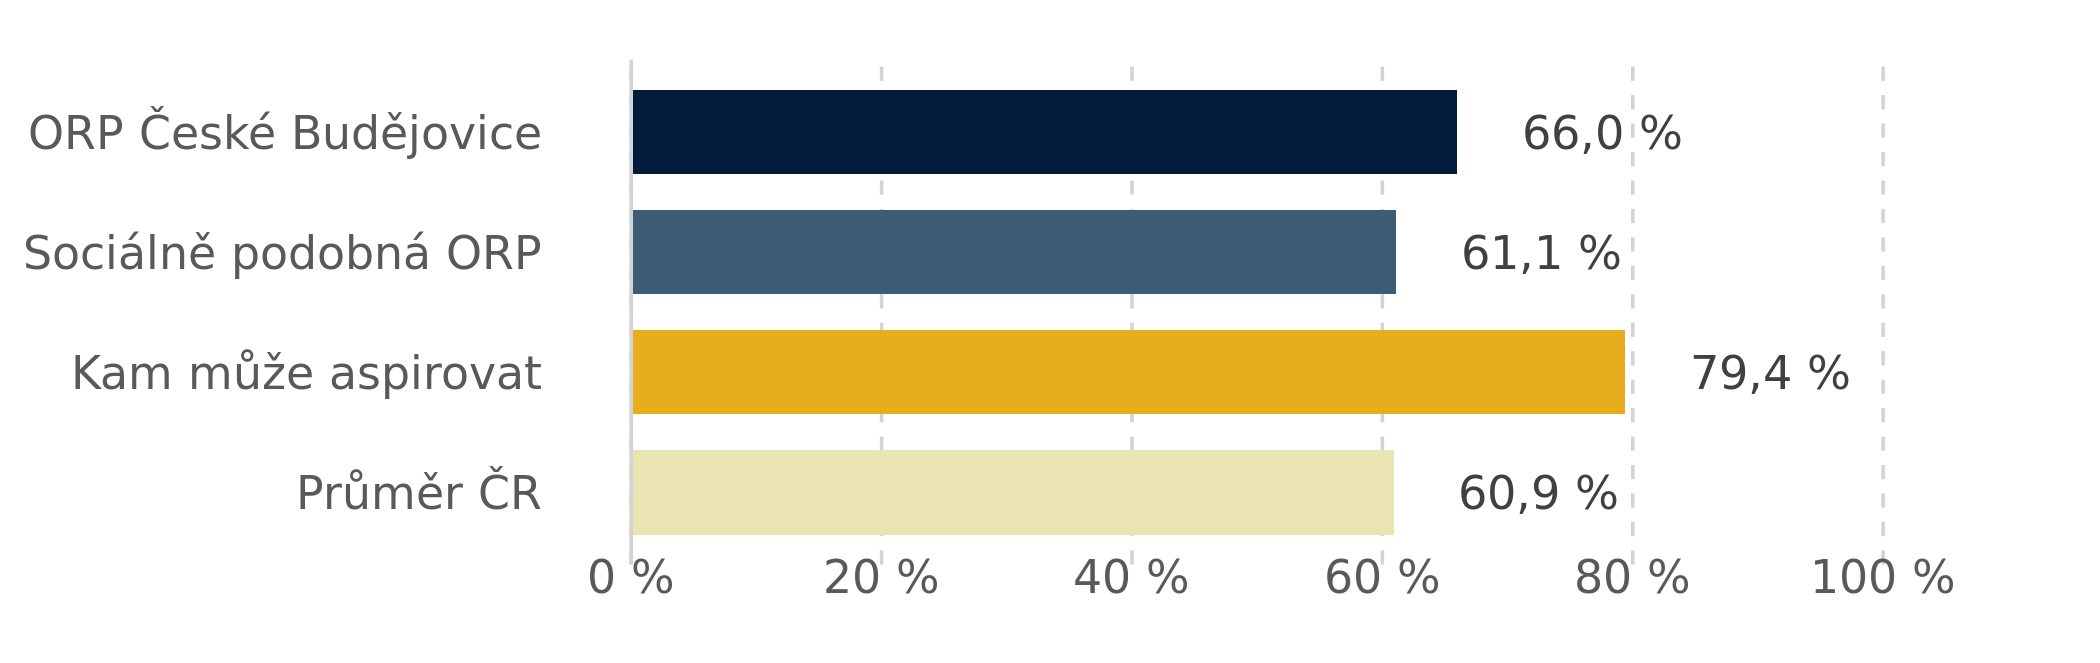 ORP České Budějovice
66,0 %
Sociálně podobná ORP
61,1 %
Kam může aspirovat
79,4 %
Průměr ČR
60,9 %
0 % 20 % 40 % 60 % 80 % 100 %